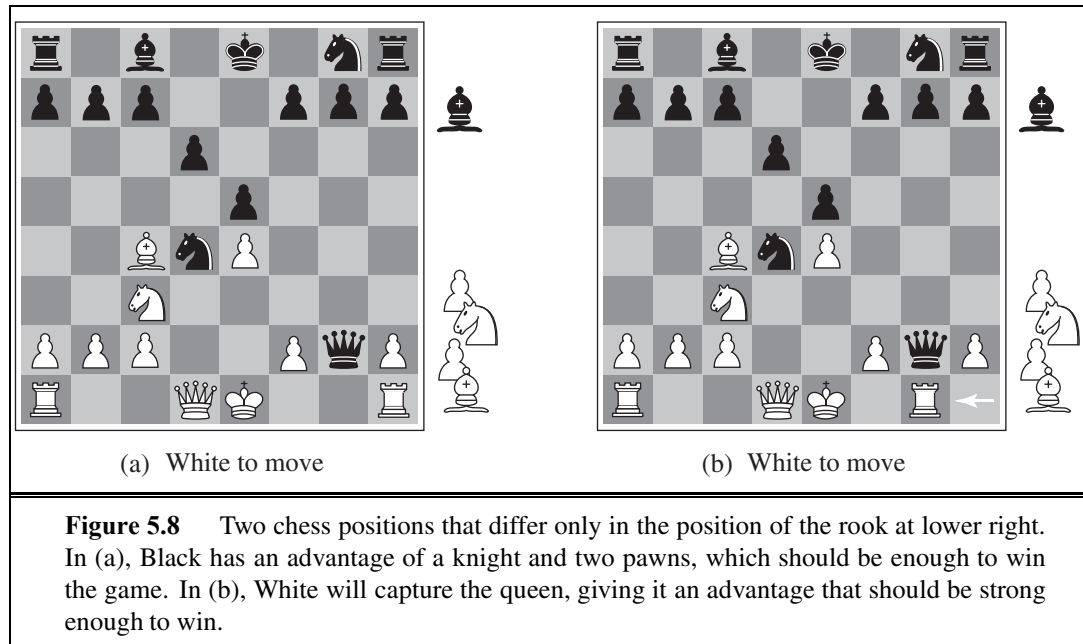 (a) White to move
(b) White to move
Figure 5.8 Two chess positions that differ only in the position of the rook at lower right.
In (a), Black has an advantage of a knight and two pawns, which should be enough to win
the game. In (b), White will capture the queen, giving it an advantage that should be strong
enough to win.